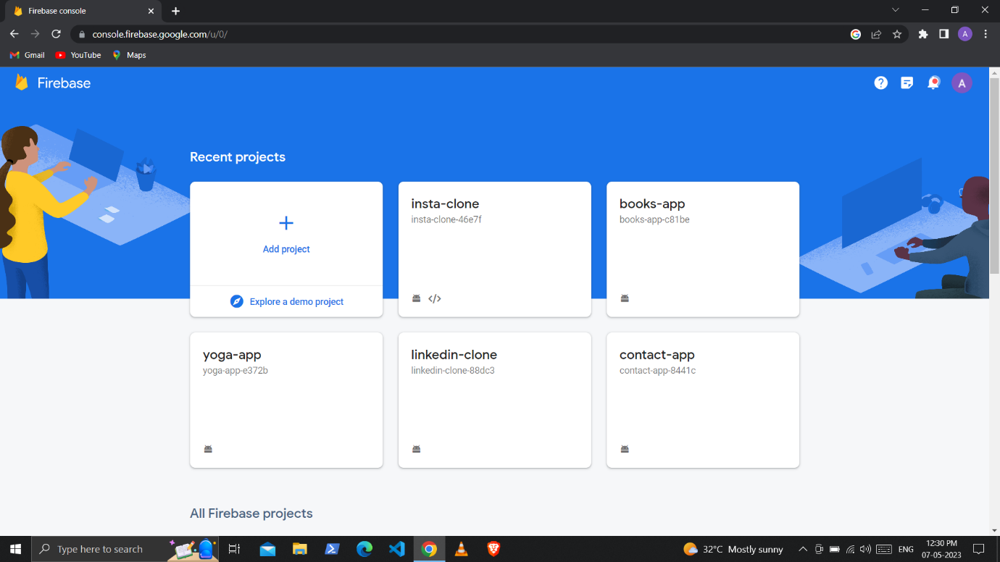 Firebase console
console.firebase.google.com/u/0/
A
Gmail
YouTube
Maps
Firebase
A
Recent projects
Add project
Explore a demo project
insta-clone
insta-clone-46e7f
books-app
books-app-c81be
yoga-app
yoga-app-e372b
linkedin-clone
linkedin-clone-88dc3
contact-app
contact-app-8441c
All Firebase projects
Type here to search
32°C Mostly sunny
ENG
12:30 PM
07-05-2023